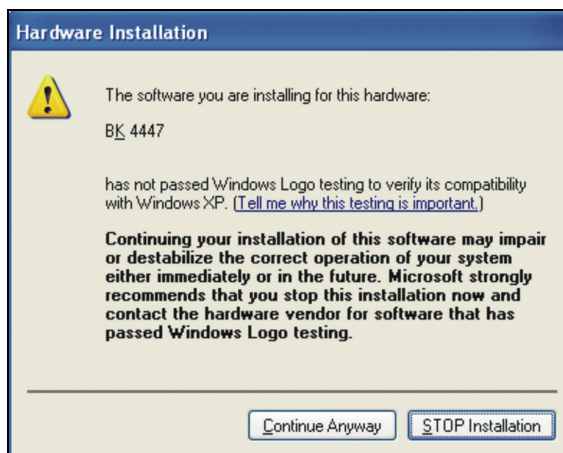 Hardware Installation
The software you are installing for this hardware:
BK 4447
has not passed Windows Logo testing to verify its compatibility
with Windows XP. (Tell me why this testing is important.)
Continuing your installation of this software may impair
or destabilize the correct operation of your system
either immediately or in the future. Microsoft strongly
recommends that you stop this installation now and
contact the hardware vendor for software that has
passed Windows Logo testing.
Continue Anyway
STOP Installation